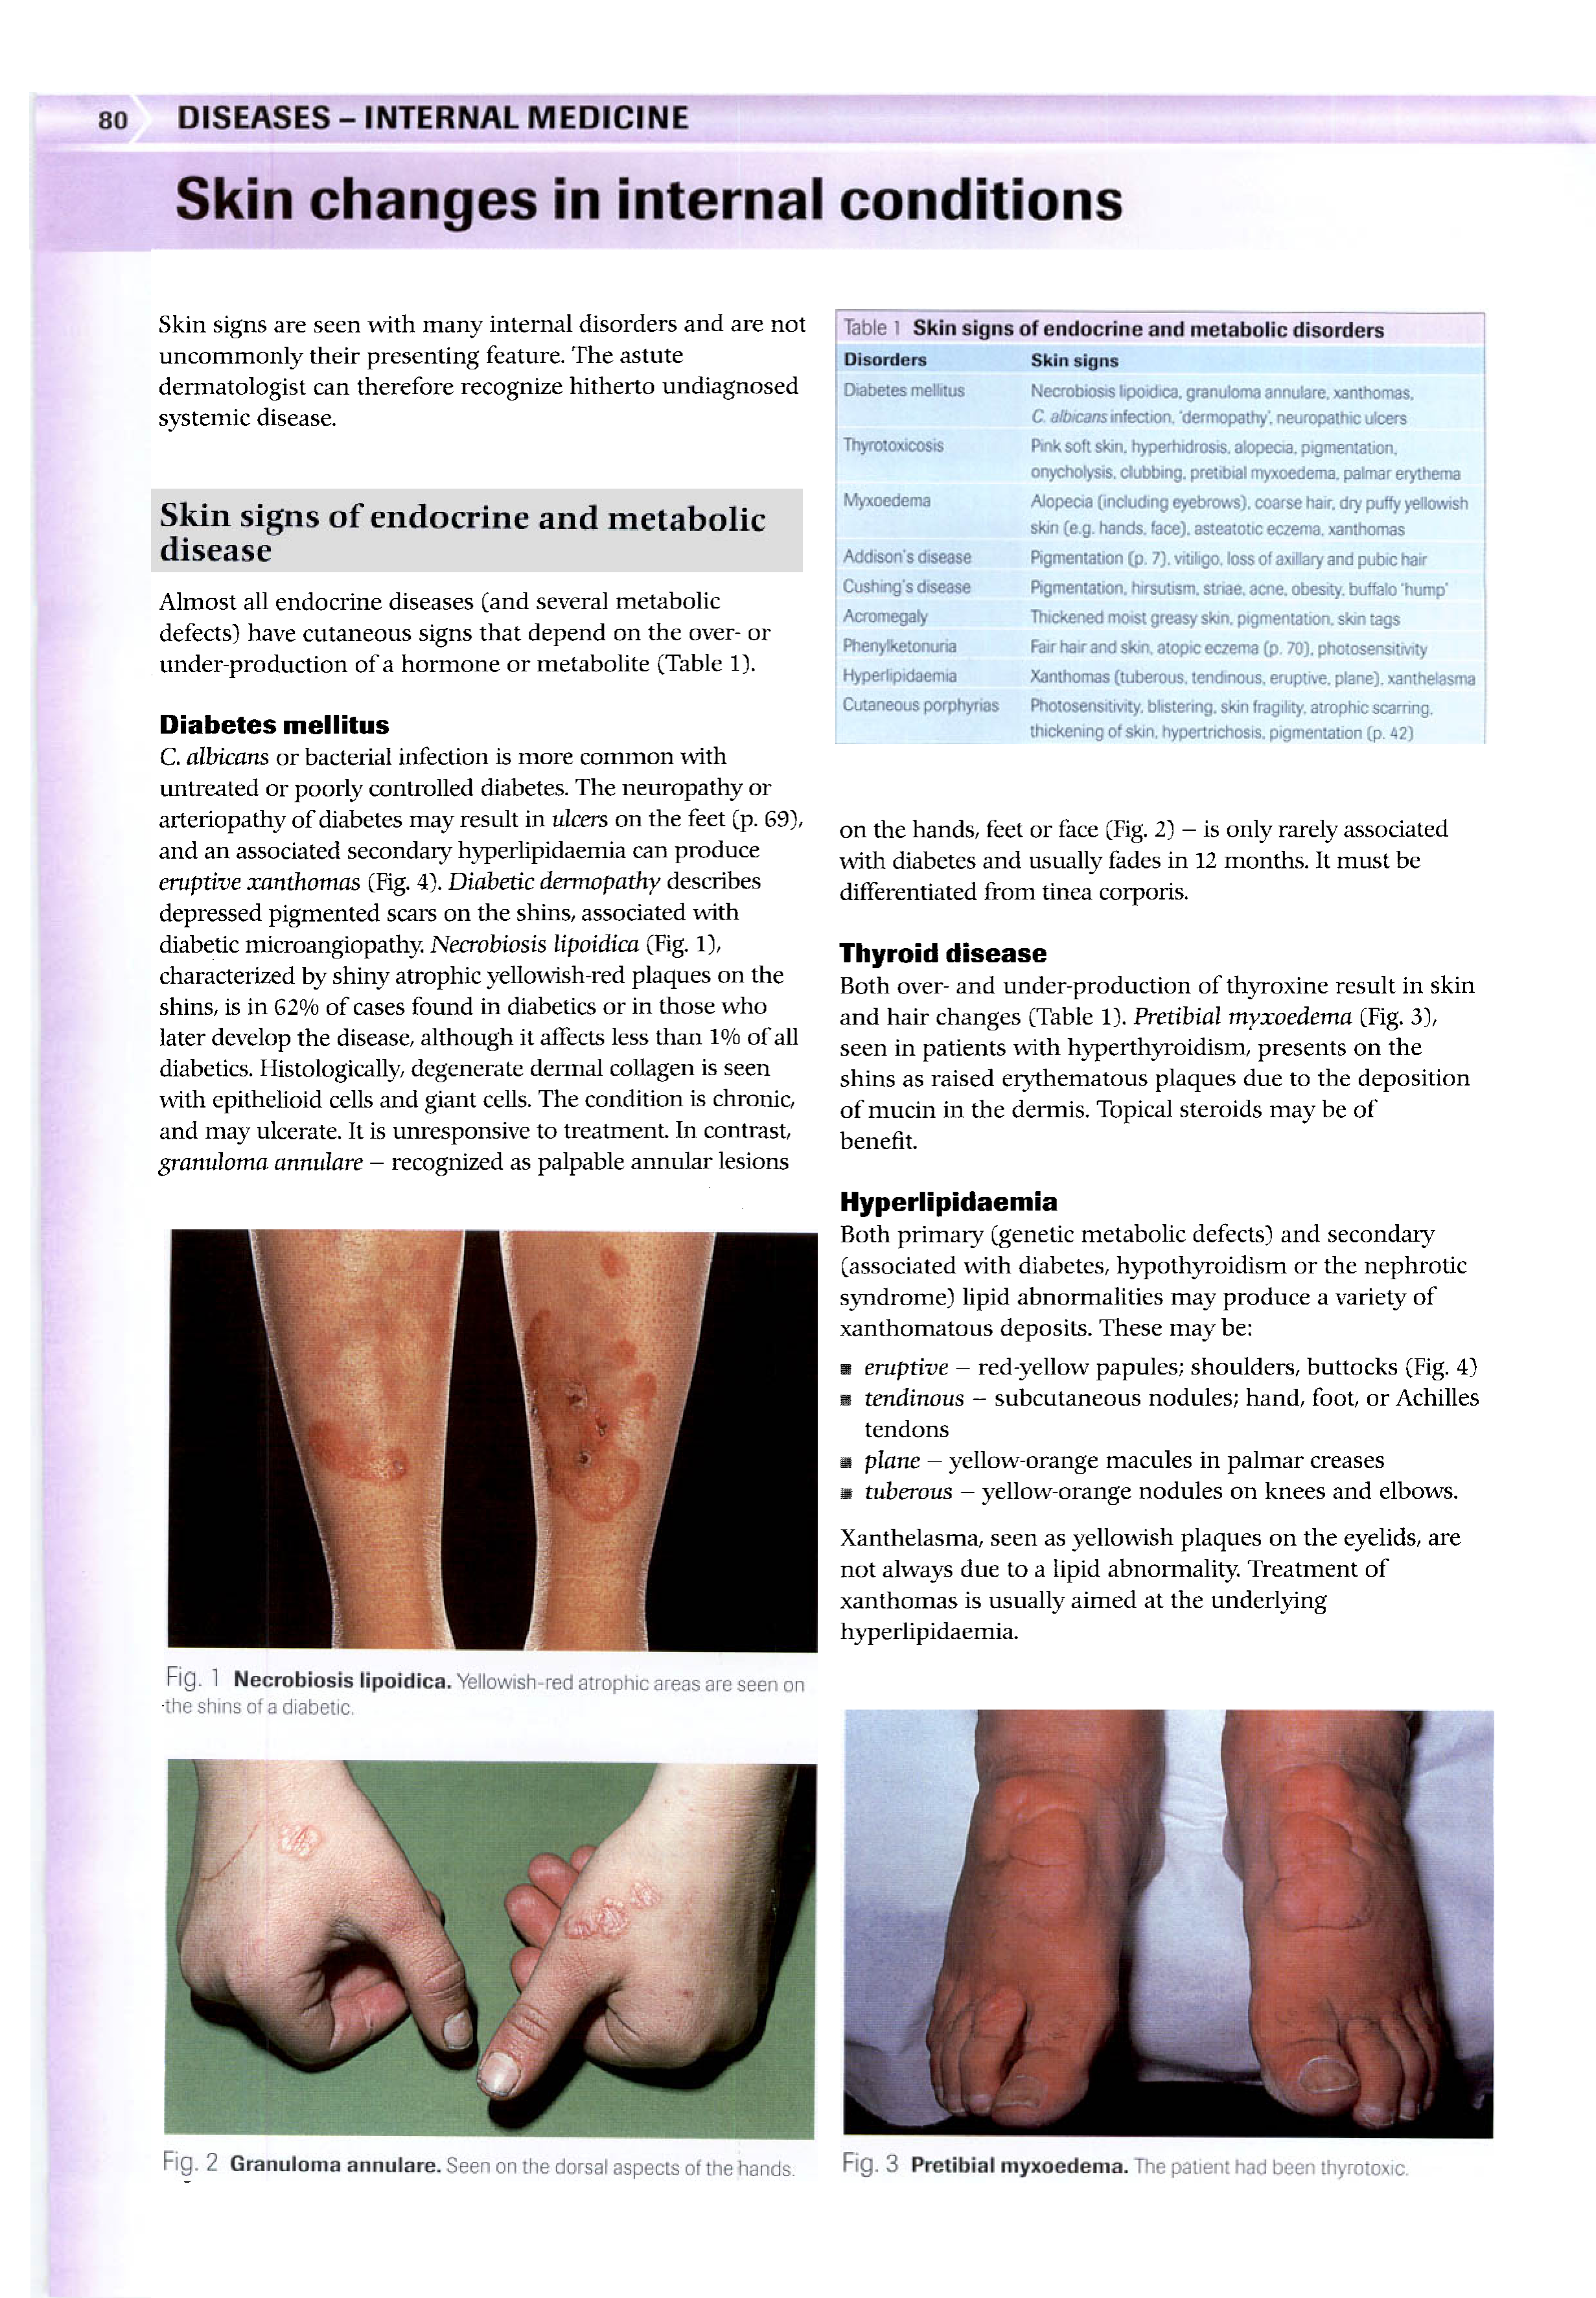 80 DISEASES – INTERNAL MEDICINE
Skin changes in internal conditions
Skin signs are seen with many internal disorders and are not
uncommonly their presenting feature. The astute
dermatologist can therefore recognize hitherto undiagnosed
systemic disease.
Skin signs of endocrine and metabolic
disease
Almost all endocrine diseases (and several metabolic
defects) have cutaneous signs that depend on the over- or
under-production of a hormone or metabolite (Table 1).
Diabetes mellitus
C. albicans or bacterial infection is more common with
untreated or poorly controlled diabetes. The neuropathy or
arteriopathy of diabetes may result in ulcers on the feet (p. 69),
and an associated secondary hyperlipidaemia can produce
eruptive xanthomas (Fig. 4). Diabetic dermopathy describes
depressed pigmented scars on the shins, associated with
diabetic microangiopathy. Necrobiosis lipoidica (Fig. 1),
characterized by shiny atrophic yellowish-red plaques on the
shins, is in 62% of cases found in diabetics or in those who
later develop the disease, although it affects less than 1% of all
diabetics. Histologically, degenerate dermal collagen is seen
with epithelioid cells and giant cells. The condition is chronic,
and may ulcerate. It is unresponsive to treatment. In contrast,
granuloma annulare – recognized as palpable annular lesions
Fig. 1 Necrobiosis lipoidica. Yellowish-red atrophic areas are seen on
the shins of a diabetic.
Fig. 2 Granuloma annulare. Seen on the dorsal aspects of the hands.
Table 1 Skin signs of endocrine and metabolic disorders
Disorders Skin signs
Diabetes mellitus Necrobiosis lipoidica, granuloma annulare, xanthomas,
C. albicans infection, 'dermopathy', neuropathic ulcers
Thyrotoxicosis Pink soft skin, hyperhidrosis, alopecia, pigmentation,
onycholysis, clubbing, pretibial myxoedema, palmar erythema
Myxoedema Alopecia (including eyebrows), coarse hair, dry puffy yellowish
skin (e.g. hands, face), asteatotic eczema, xanthomas
Addison's disease Pigmentation (p. 7), vitiligo, loss of axillary and pubic hair
Cushing's disease Pigmentation, hirsutism, striae, acne, obesity, buffalo 'hump'
Acromegaly Thickened moist greasy skin, pigmentation, skin tags
Phenylketonuria Fair hair and skin, atopic eczema (p. 70), photosensitivity
Hyperlipidaemia Xanthomas (tuberous, tendinous, eruptive, plane), xanthelasma
Cutaneous porphyrias Photosensitivity, blistering, skin fragility, atrophic scarring,
thickening of skin, hypertrichosis, pigmentation (p. 42)
on the hands, feet or face (Fig. 2) – is only rarely associated
with diabetes and usually fades in 12 months. It must be
differentiated from tinea corporis.
Thyroid disease
Both over- and under-production of thyroxine result in skin
and hair changes (Table 1). Pretibial myxoedema (Fig. 3),
seen in patients with hyperthyroidism, presents on the
shins as raised erythematous plaques due to the deposition
of mucin in the dermis. Topical steroids may be of
benefit.
Hyperlipidaemia
Both primary (genetic metabolic defects) and secondary
(associated with diabetes, hypothyroidism or the nephrotic
syndrome) lipid abnormalities may produce a variety of
xanthomatous deposits. These may be:
■ eruptive – red-yellow papules; shoulders, buttocks (Fig. 4)
■ tendinous – subcutaneous nodules; hand, foot, or Achilles
tendons
■ plane – yellow-orange macules in palmar creases
■ tuberous – yellow-orange nodules on knees and elbows.
Xanthelasma, seen as yellowish plaques on the eyelids, are
not always due to a lipid abnormality. Treatment of
xanthomas is usually aimed at the underlying
hyperlipidaemia.
Fig. 3 Pretibial myxoedema. The patient had been thyrotoxic.